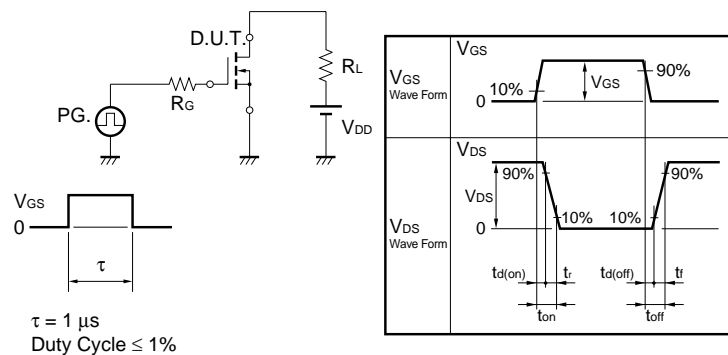 D.U.T.
RG
RL
PG.
VDD
VGS
0
τ
τ = 1 μs
Duty Cycle ≤ 1%
VGS
Wave Form
VGS
10%
VGS
90%
0
VDS
Wave Form
VDS
90%
VDS
90%
10%
10%
0
td(on)
tr
td(off)
tf
ton
toff